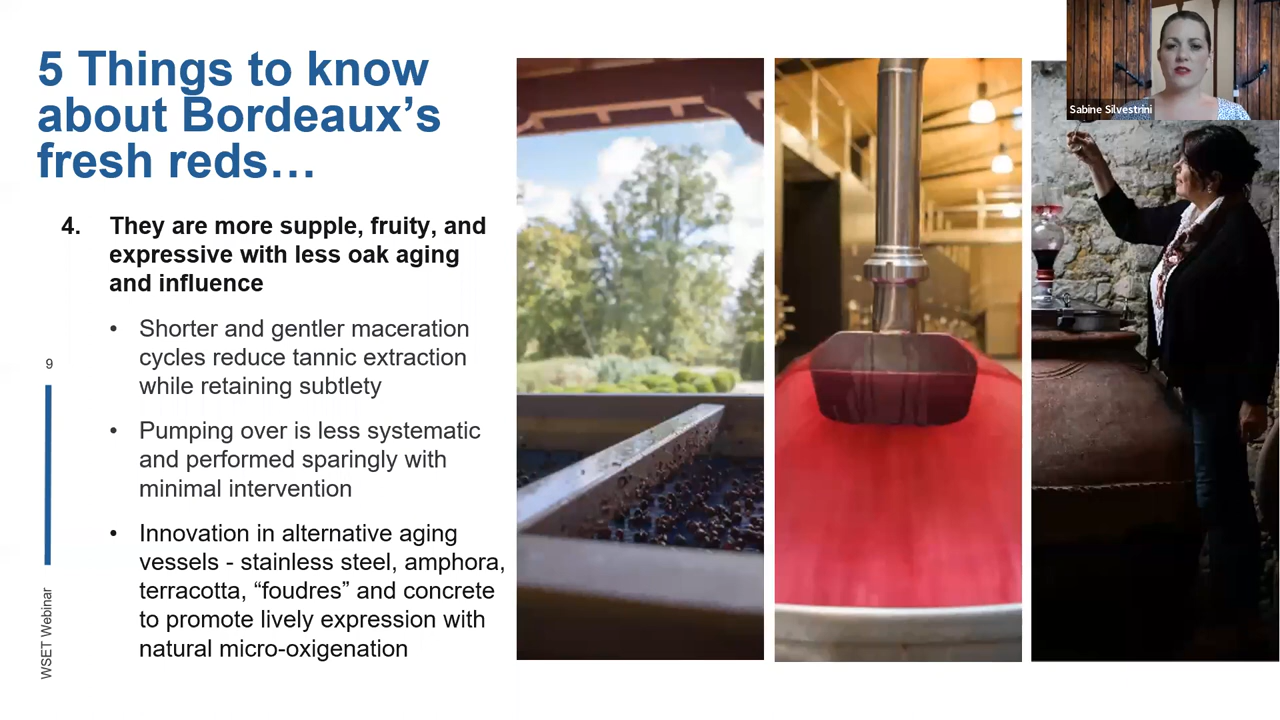 5 Things to know
about Bordeaux’s
fresh reds…
4. They are more supple, fruity, and
expressive with less oak aging
and influence
• Shorter and gentler maceration
cycles reduce tannic extraction
while retaining subtlety
• Pumping over is less systematic
and performed sparingly with
minimal intervention
• Innovation in alternative aging
vessels - stainless steel, amphora,
terracotta, “foudres” and concrete
to promote lively expression with
natural micro-oxigenation
9
WSET Webinar
Sabine Silvestrini